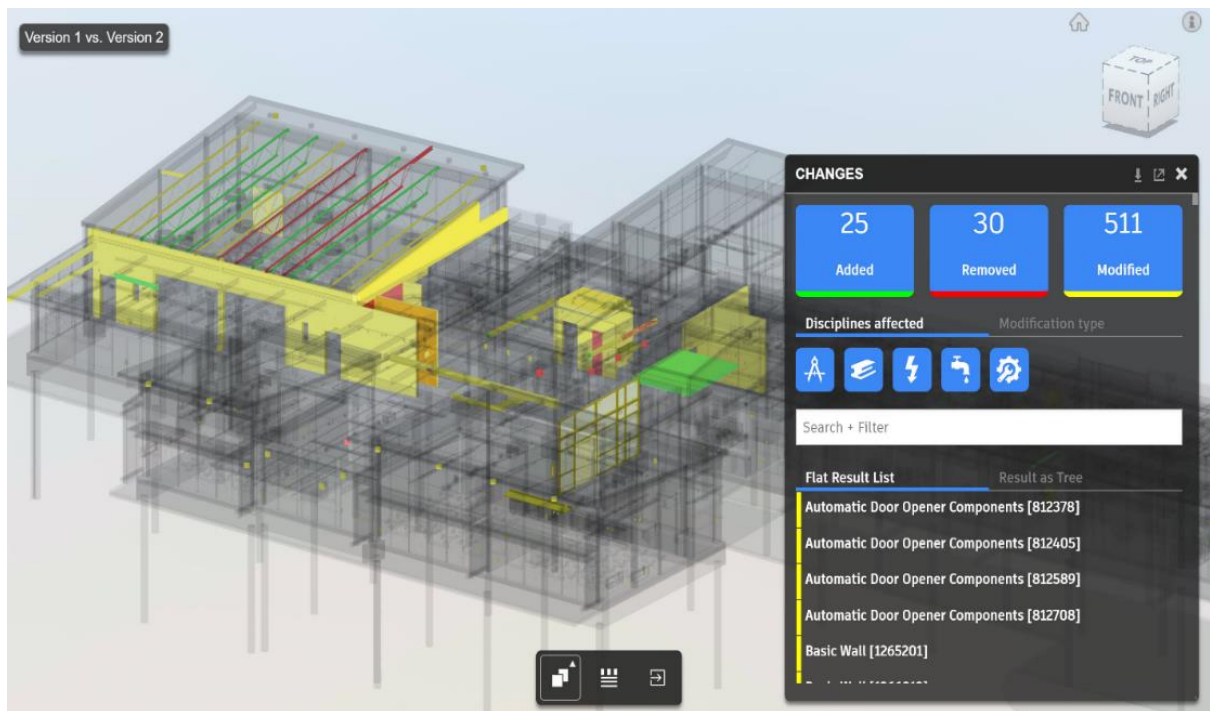 Version 1 vs. Version 2
TOP
FRONT
RIGHT
CHANGES
25
Added
30
Removed
511
Modified
Disciplines affected
Modification type
Search + Filter
Flat Result List
Result as Tree
Automatic Door Opener Components [812378]
Automatic Door Opener Components [812405]
Automatic Door Opener Components [812589]
Automatic Door Opener Components [812708]
Basic Wall [1265201]